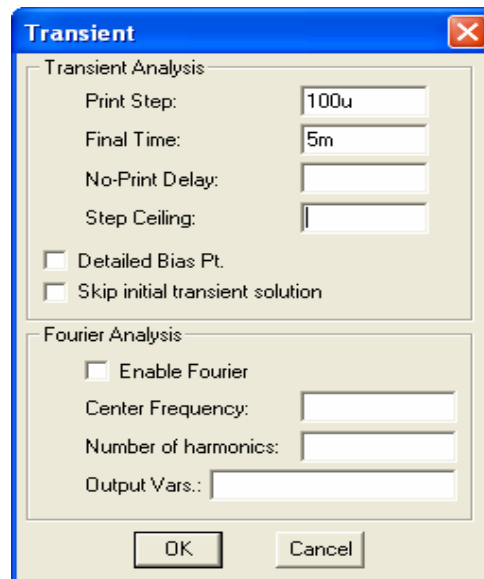 Transient
Transient Analysis
Print Step: 100u
Final Time: 5m
No-Print Delay:
Step Ceiling:
Detailed Bias Pt.
Skip initial transient solution
Fourier Analysis
Enable Fourier
Center Frequency:
Number of harmonics:
Output Vars.:
OK Cancel